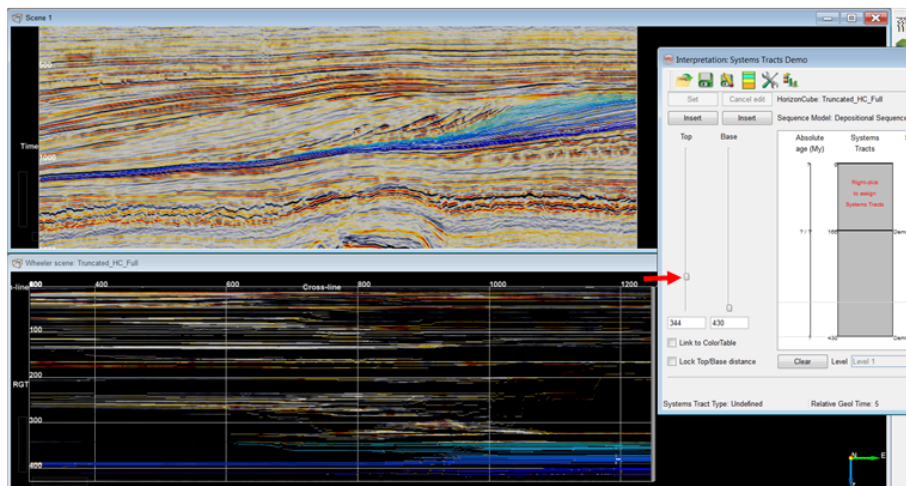 Scene 1
500
Time
1000
Wheeler scene: Truncated_HC_Full
n-line
400
600
Cross-line
1000
1200
100
200
RGT
300
400
Interpretation: Systems Tracts Demo
Set
Cancel edit
HorizonCube: Truncated_HC_Full
Insert
Insert
Sequence Model: Depositional Sequence
Top
Base
Absolute
age (My)
Systems
Tracts
Right-click
to assign
Systems Tracts
? / ?
344
430
Link to ColorTable
Lock Top/Base distance
Clear
Level
Level 1
Systems Tract Type: Undefined
Relative Geol Time: 5
N
E